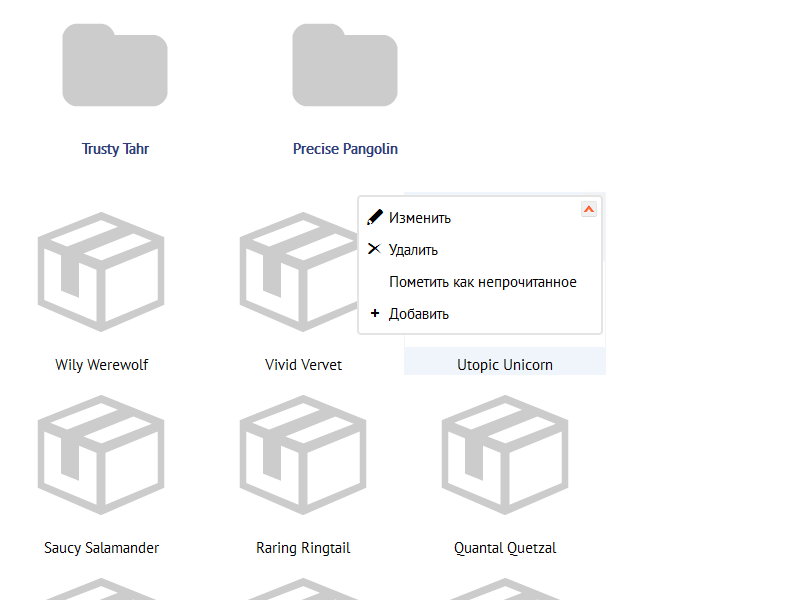 Trusty Tahr
Precise Pangolin
Изменить
Удалить
Пометить как непрочитанное
Добавить
Wily Werewolf
Vivid Vervet
Utopic Unicorn
Saucy Salamander
Raring Ringtail
Quantal Quetzal